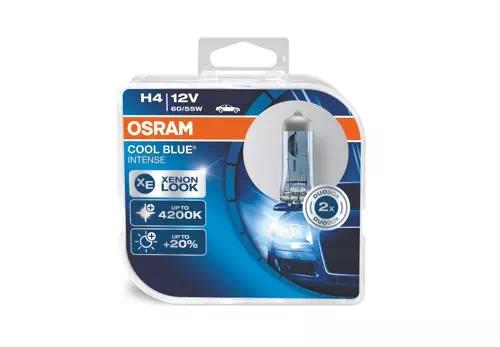 H4 12V
60/55W
OSRAM
COOL BLUE®
INTENSE
XE XENON
LOOK
UP TO
4200K
UP TO
+20%
DUOBOX
2x
DUOBOX